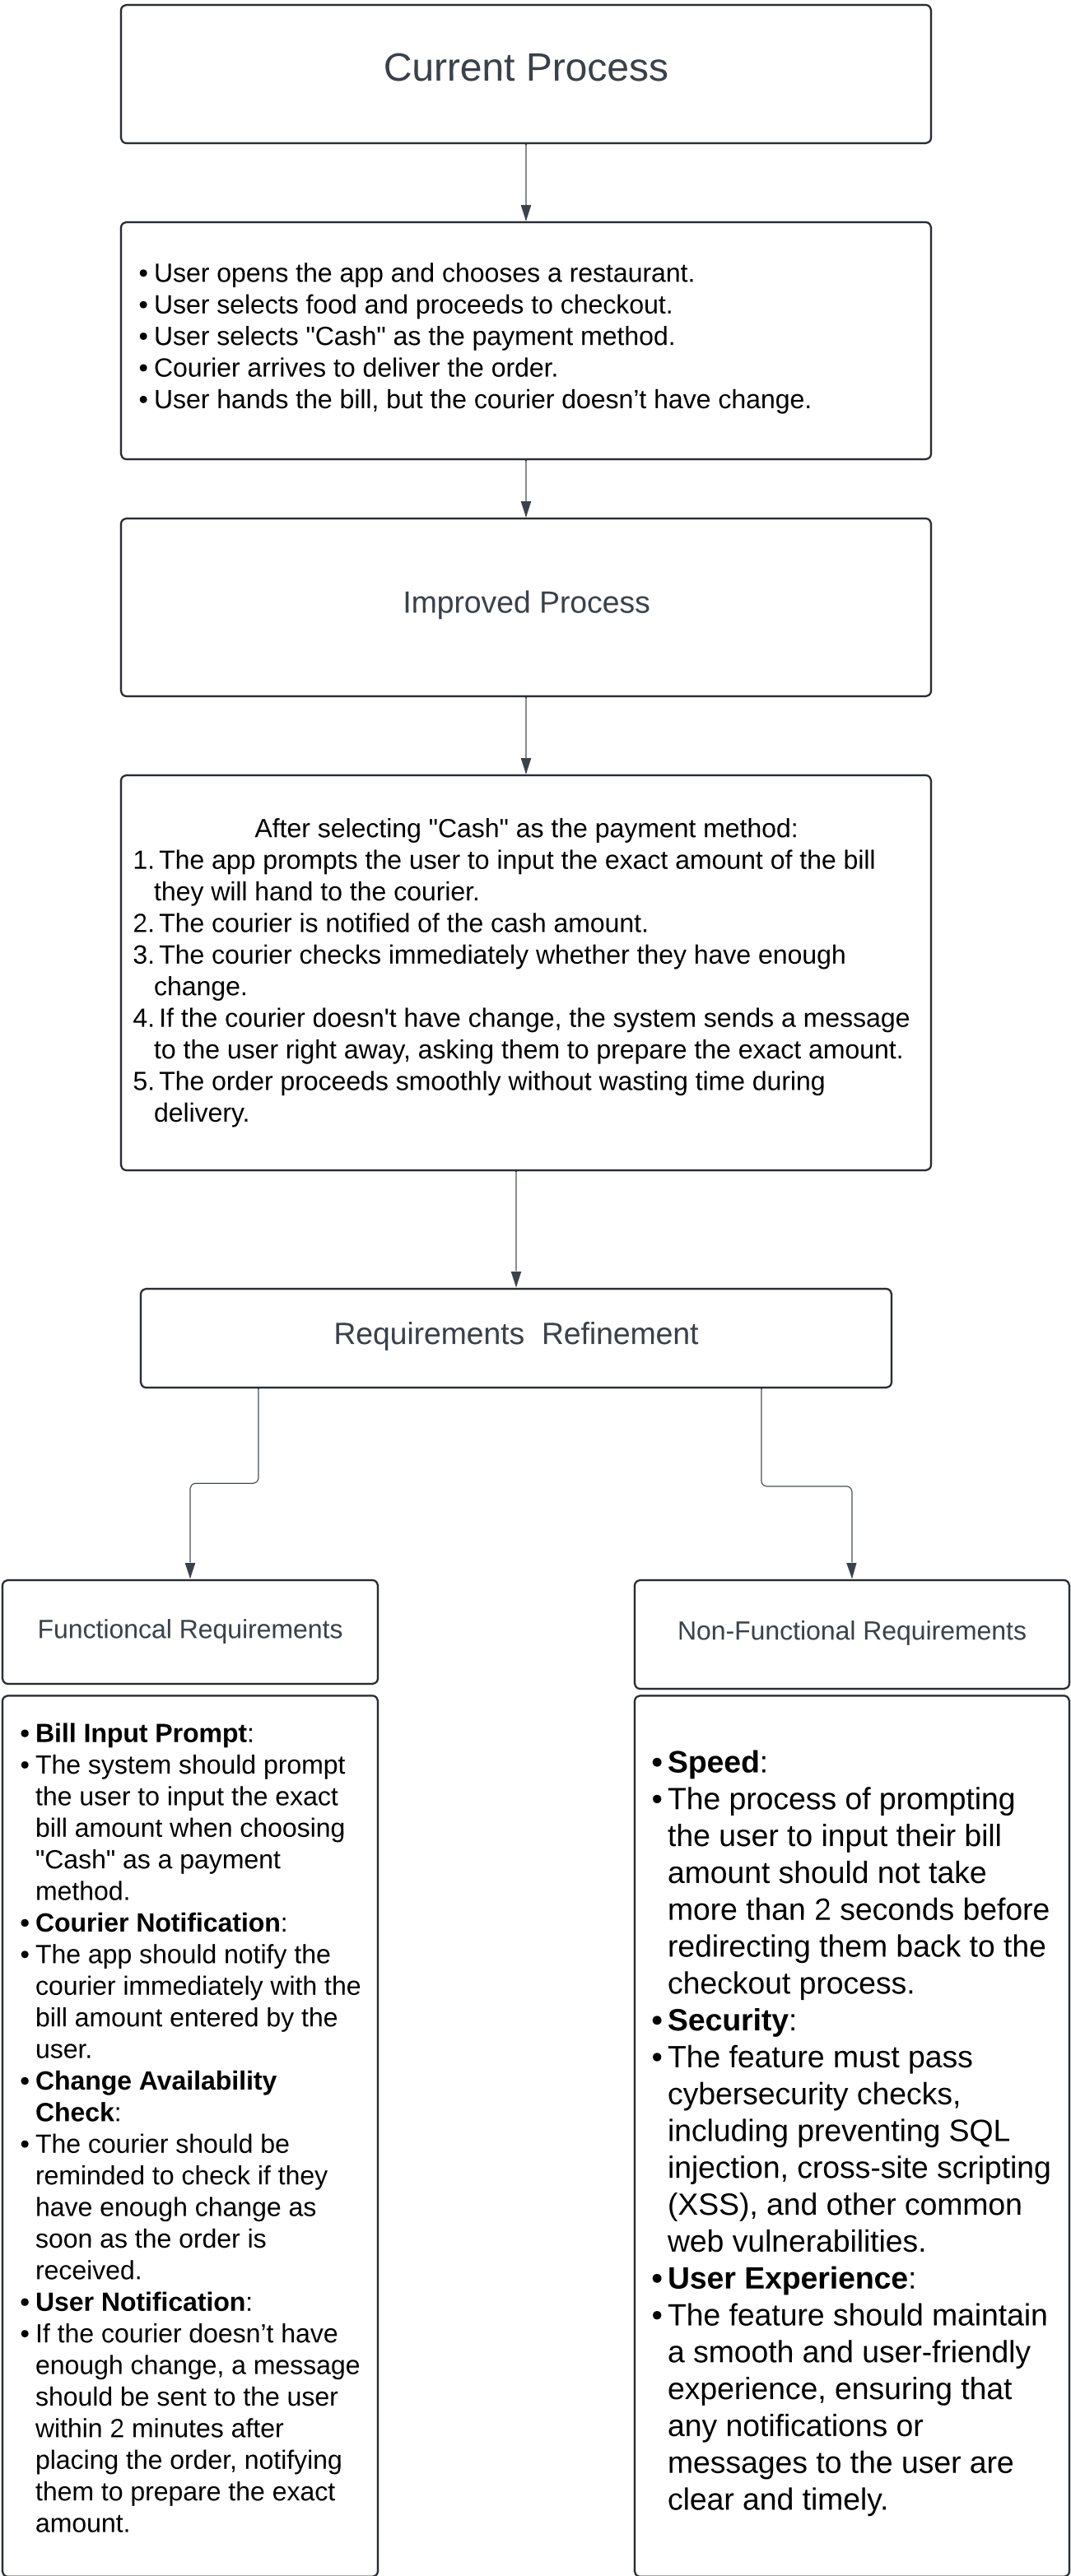 Current Process
• User opens the app and chooses a restaurant.
• User selects food and proceeds to checkout.
• User selects "Cash" as the payment method.
• Courier arrives to deliver the order.
• User hands the bill, but the courier doesn’t have change.
Improved Process
After selecting "Cash" as the payment method:
1. The app prompts the user to input the exact amount of the bill
they will hand to the courier.
2. The courier is notified of the cash amount.
3. The courier checks immediately whether they have enough
change.
4. If the courier doesn't have change, the system sends a message
to the user right away, asking them to prepare the exact amount.
5. The order proceeds smoothly without wasting time during
delivery.
Requirements  Refinement
Functioncal Requirements
• Bill Input Prompt:
• The system should prompt
the user to input the exact
bill amount when choosing
"Cash" as a payment
method.
• Courier Notification:
• The app should notify the
courier immediately with the
bill amount entered by the
user.
• Change Availability
Check:
• The courier should be
reminded to check if they
have enough change as
soon as the order is
received.
• User Notification:
• If the courier doesn’t have
enough change, a message
should be sent to the user
within 2 minutes after
placing the order, notifying
them to prepare the exact
amount.
Non-Functional Requirements
• Speed:
• The process of prompting
the user to input their bill
amount should not take
more than 2 seconds before
redirecting them back to the
checkout process.
• Security:
• The feature must pass
cybersecurity checks,
including preventing SQL
injection, cross-site scripting
(XSS), and other common
web vulnerabilities.
• User Experience:
• The feature should maintain
a smooth and user-friendly
experience, ensuring that
any notifications or
messages to the user are
clear and timely.